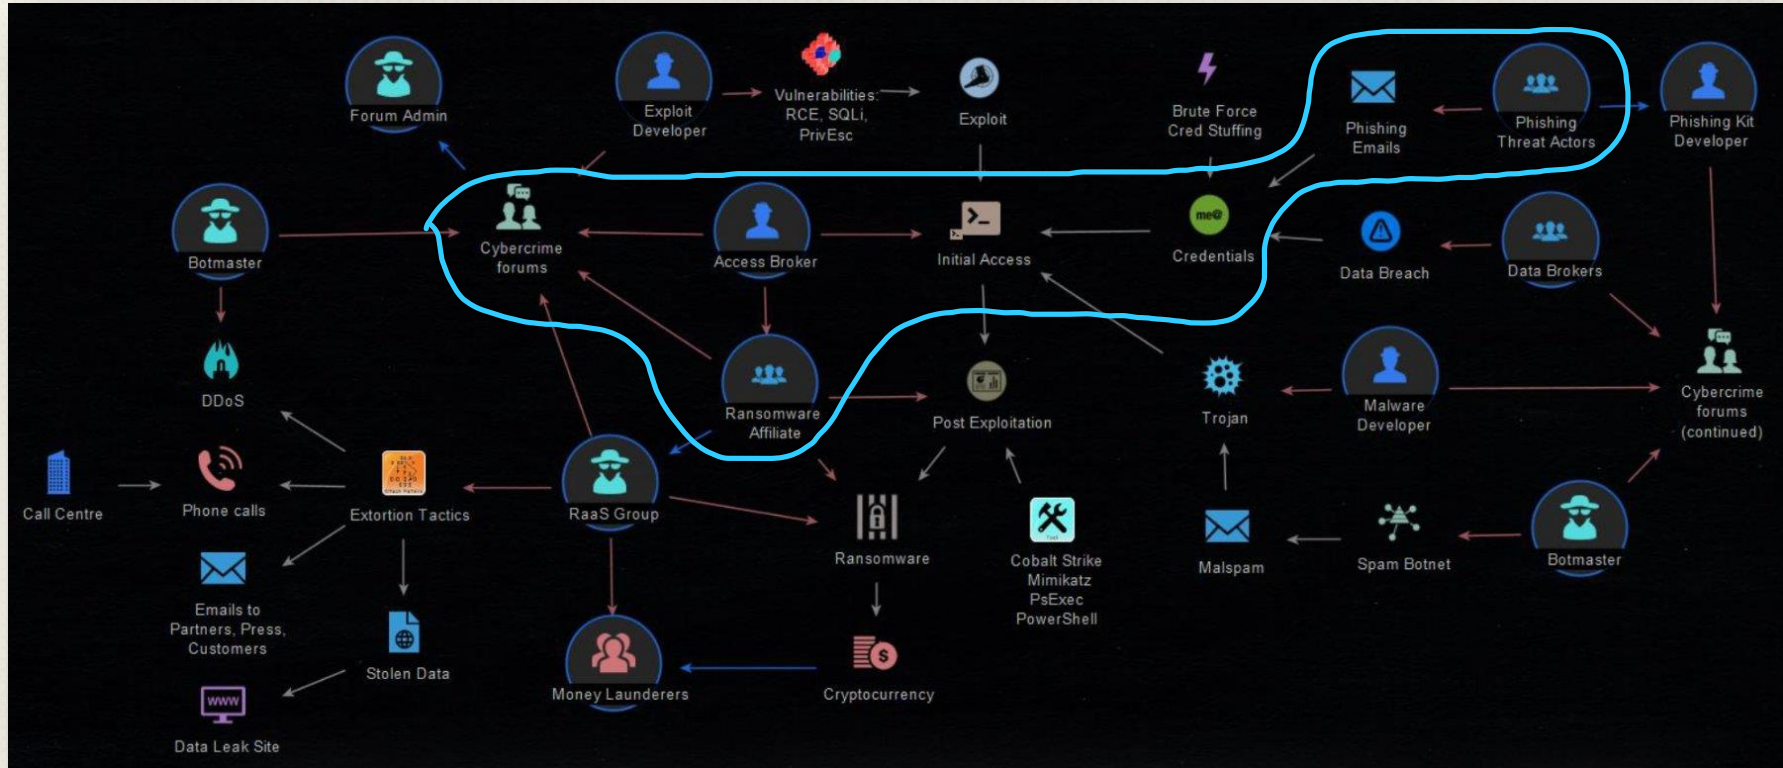 Forum Admin
Exploit
Developer
Vulnerabilities:
RCE, SQLi,
PrivEsc
Exploit
Brute Force
Cred Stuffing
Phishing
Emails
Phishing
Threat Actors
Phishing Kit
Developer
Botmaster
Cybercrime
forums
Access Broker
Initial Access
>_
me@
Credentials
Data Breach
Data Brokers
DDoS
Ransomware
Affiliate
Post Exploitation
Trojan
Malware
Developer
Cybercrime
forums
(continued)
Call Centre
Phone calls
Extortion Tactics
RaaS Group
Ransomware
Cobalt Strike
Mimikatz
PsExec
PowerShell
Malspam
Spam Botnet
Botmaster
Emails to
Partners, Press,
Customers
Stolen Data
Money Launderers
$
Cryptocurrency
www
Data Leak Site